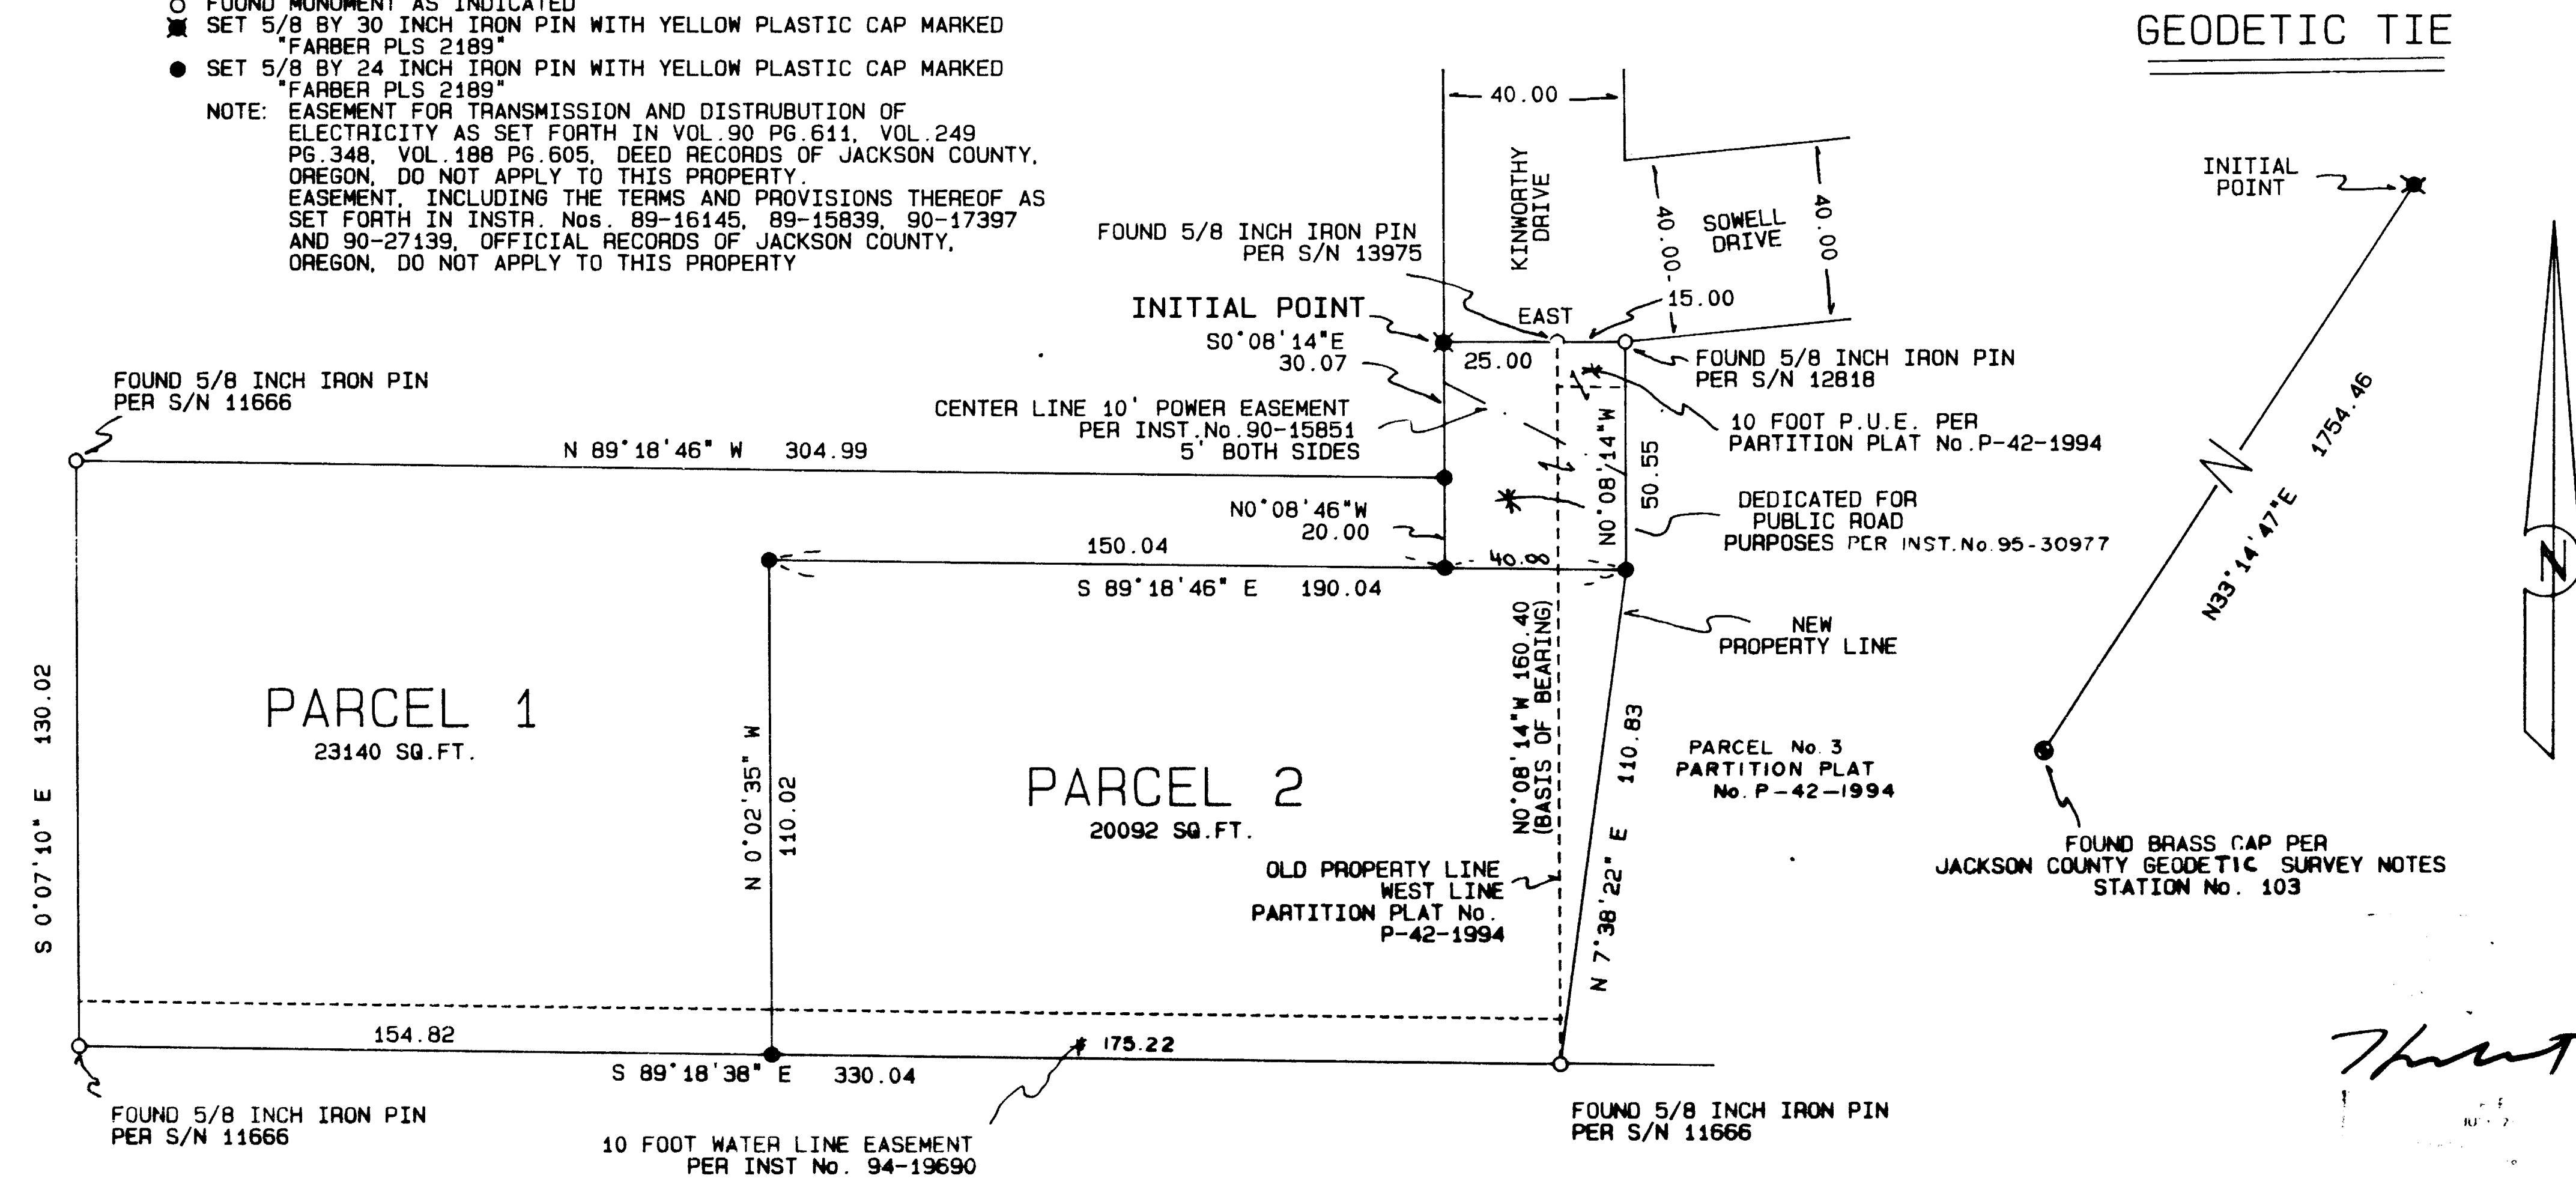 FOUND MONUMENT AS INDICATED
SET 5/8 BY 30 INCH IRON PIN WITH YELLOW PLASTIC CAP MARKED
"FARBER PLS 2189"
SET 5/8 BY 24 INCH IRON PIN WITH YELLOW PLASTIC CAP MARKED
"FARBER PLS 2189"
NOTE: EASEMENT FOR TRANSMISSION AND DISTRUBUTION OF
ELECTRICITY AS SET FORTH IN VOL.90 PG.611, VOL.249
PG.348, VOL.188 PG.605, DEED RECORDS OF JACKSON COUNTY,
OREGON, DO NOT APPLY TO THIS PROPERTY.
EASEMENT, INCLUDING THE TERMS AND PROVISIONS THEREOF AS
SET FORTH IN INSTR. Nos. 89-16145, 89-15839, 90-17397
AND 90-27139, OFFICIAL RECORDS OF JACKSON COUNTY,
OREGON, DO NOT APPLY TO THIS PROPERTY
GEODETIC TIE
40.00
KINWORTHY
DRIVE
SOWELL
DRIVE
40.00
40.00
INITIAL
POINT
1754.46
N33°14'47"E
FOUND BRASS CAP PER
JACKSON COUNTY GEODETIC SURVEY NOTES
STATION No. 103
N
FOUND 5/8 INCH IRON PIN
PER S/N 13975
INITIAL POINT
EAST
15.00
25.00
S0°08'14"E
30.07
FOUND 5/8 INCH IRON PIN
PER S/N 12818
CENTER LINE 10' POWER EASEMENT
PER INST.No.90-15851
5' BOTH SIDES
10 FOOT P.U.E. PER
PARTITION PLAT No.P-42-1994
N0°08'14"W
50.55
DEDICATED FOR
PUBLIC ROAD
PURPOSES PER INST.No.95-30977
FOUND 5/8 INCH IRON PIN
PER S/N 11666
N 89°18'46" W 304.99
N0°08'46"W
20.00
150.04
40.00
S 89°18'46" E 190.04
NEW
PROPERTY LINE
S 0°07'10" E 130.02
PARCEL 1
23140 SQ.FT.
N 0°02'35" W
110.02
PARCEL 2
20092 SQ.FT.
N0°08'14"W 160.40
(BASIS OF BEARING)
N 7°38'22" E 110.83
PARCEL No. 3
PARTITION PLAT
No. P-42-1994
OLD PROPERTY LINE
WEST LINE
PARTITION PLAT No.
P-42-1994
154.82
175.22
S 89°18'38" E 330.04
FOUND 5/8 INCH IRON PIN
PER S/N 11666
10 FOOT WATER LINE EASEMENT
PER INST No. 94-19690
FOUND 5/8 INCH IRON PIN
PER S/N 11666